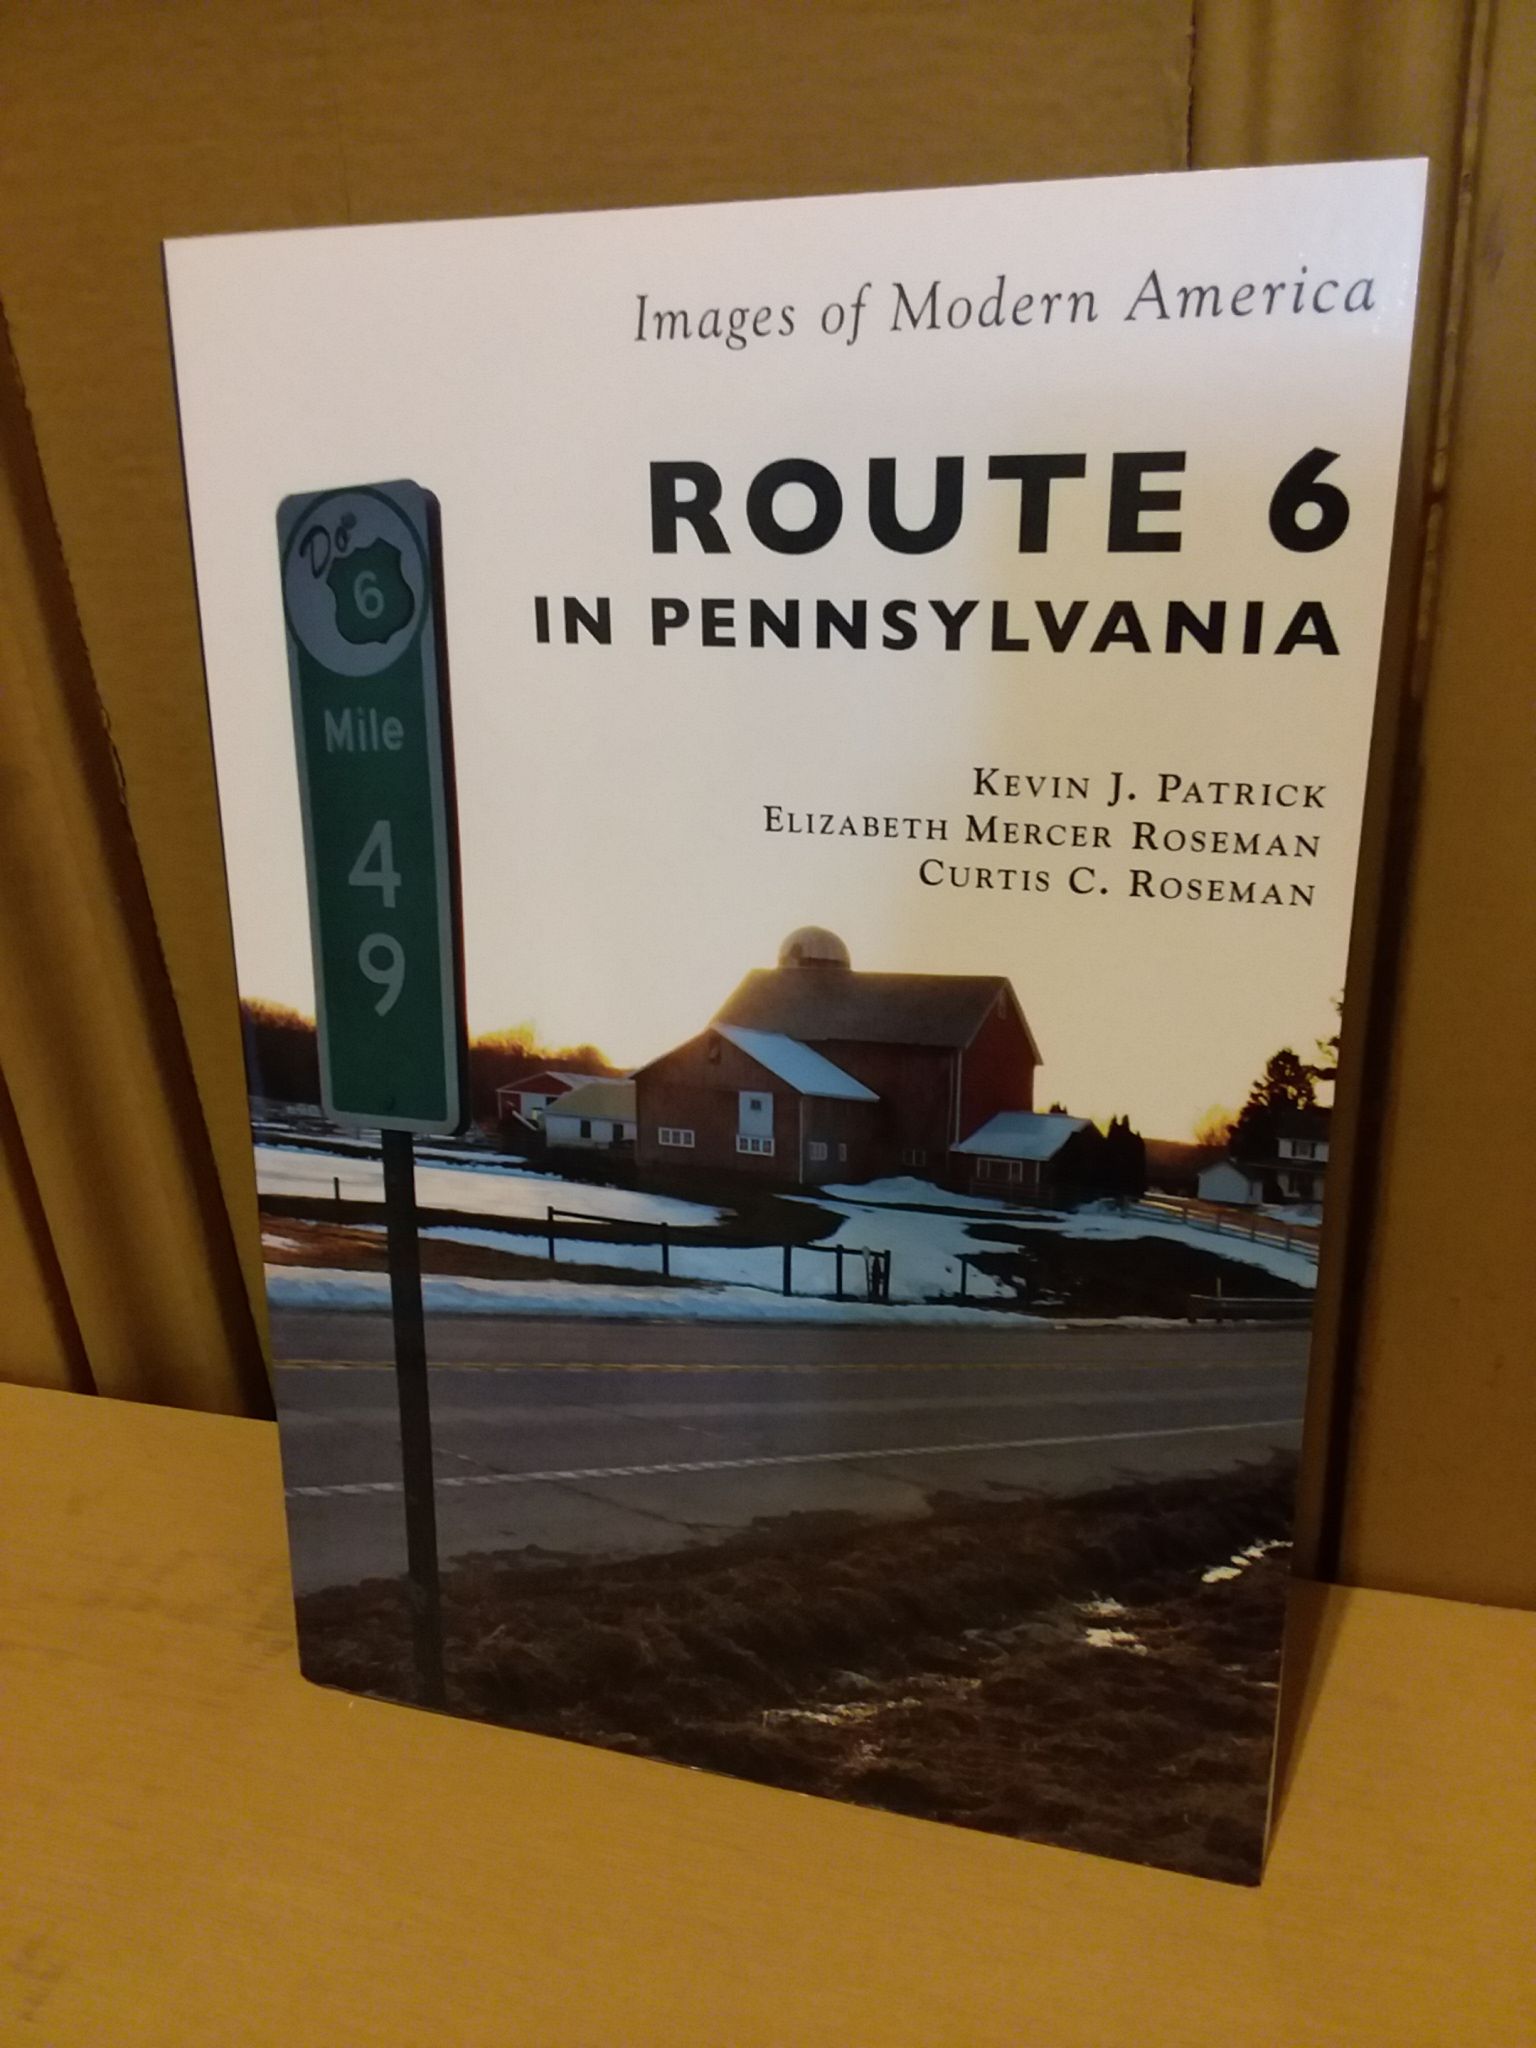 Images of Modern America
ROUTE 6
IN PENNSYLVANIA
KEVIN J. PATRICK
ELIZABETH MERCER ROSEMAN
CURTIS C. ROSEMAN
Do
6
Mile
4
9